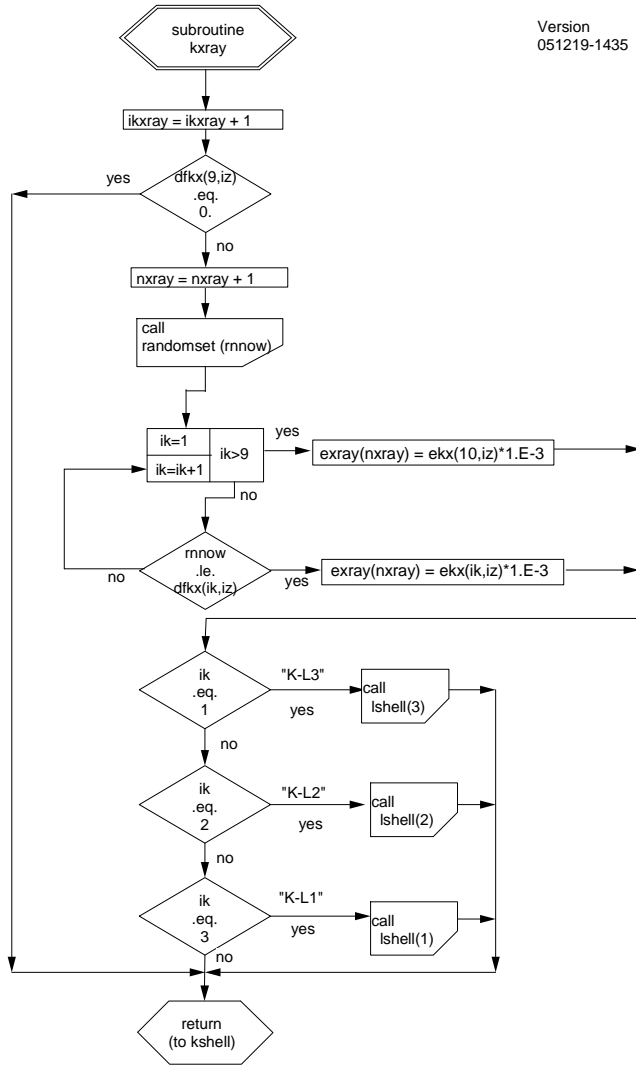 subroutine
kxray
Version
051219-1435
ikxray = ikxray + 1
yes
dfkx(9,iz)
.eq.
0.
no
nxray = nxray + 1
call
randomset (rnnow)
ik=1
ik=ik+1
ik>9
yes
exray(nxray) = ekx(10,iz)*1.E-3
no
rnnow
.le.
dfkx(ik,iz)
no
yes
exray(nxray) = ekx(ik,iz)*1.E-3
ik
.eq.
1
"K-L3"
yes
call
lshell(3)
no
ik
.eq.
2
"K-L2"
yes
call
lshell(2)
no
ik
.eq.
3
"K-L1"
yes
call
lshell(1)
no
return
(to kshell)